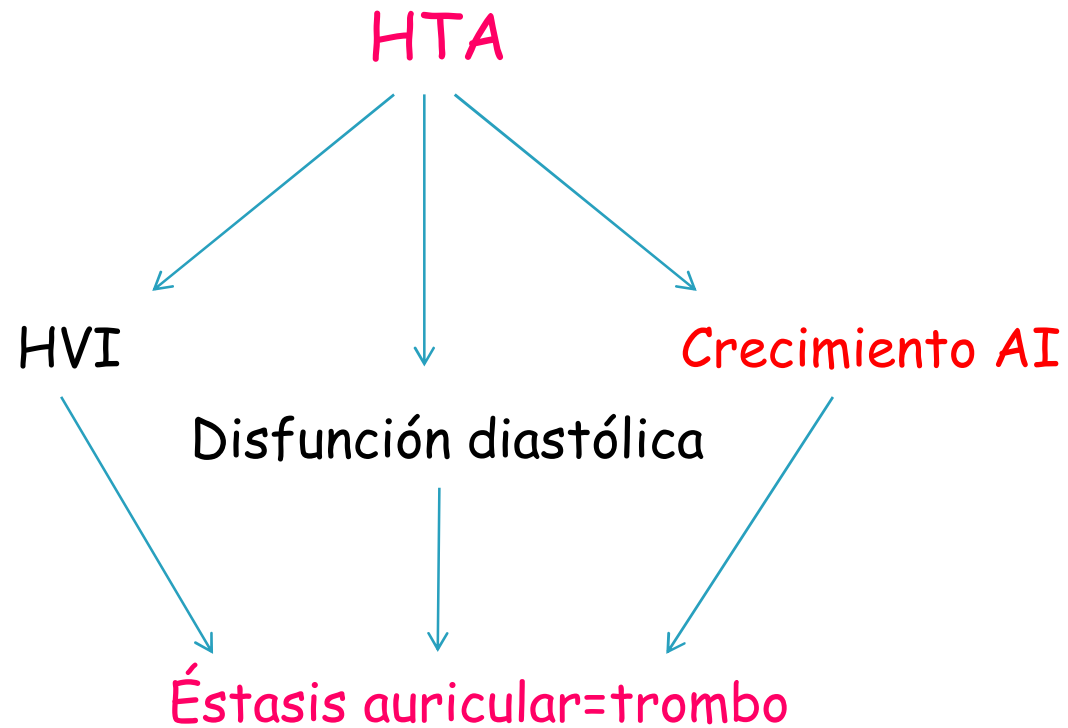 HTA
HVI
Crecimiento AI
Disfunción diastólica
Éstasis auricular=trombo